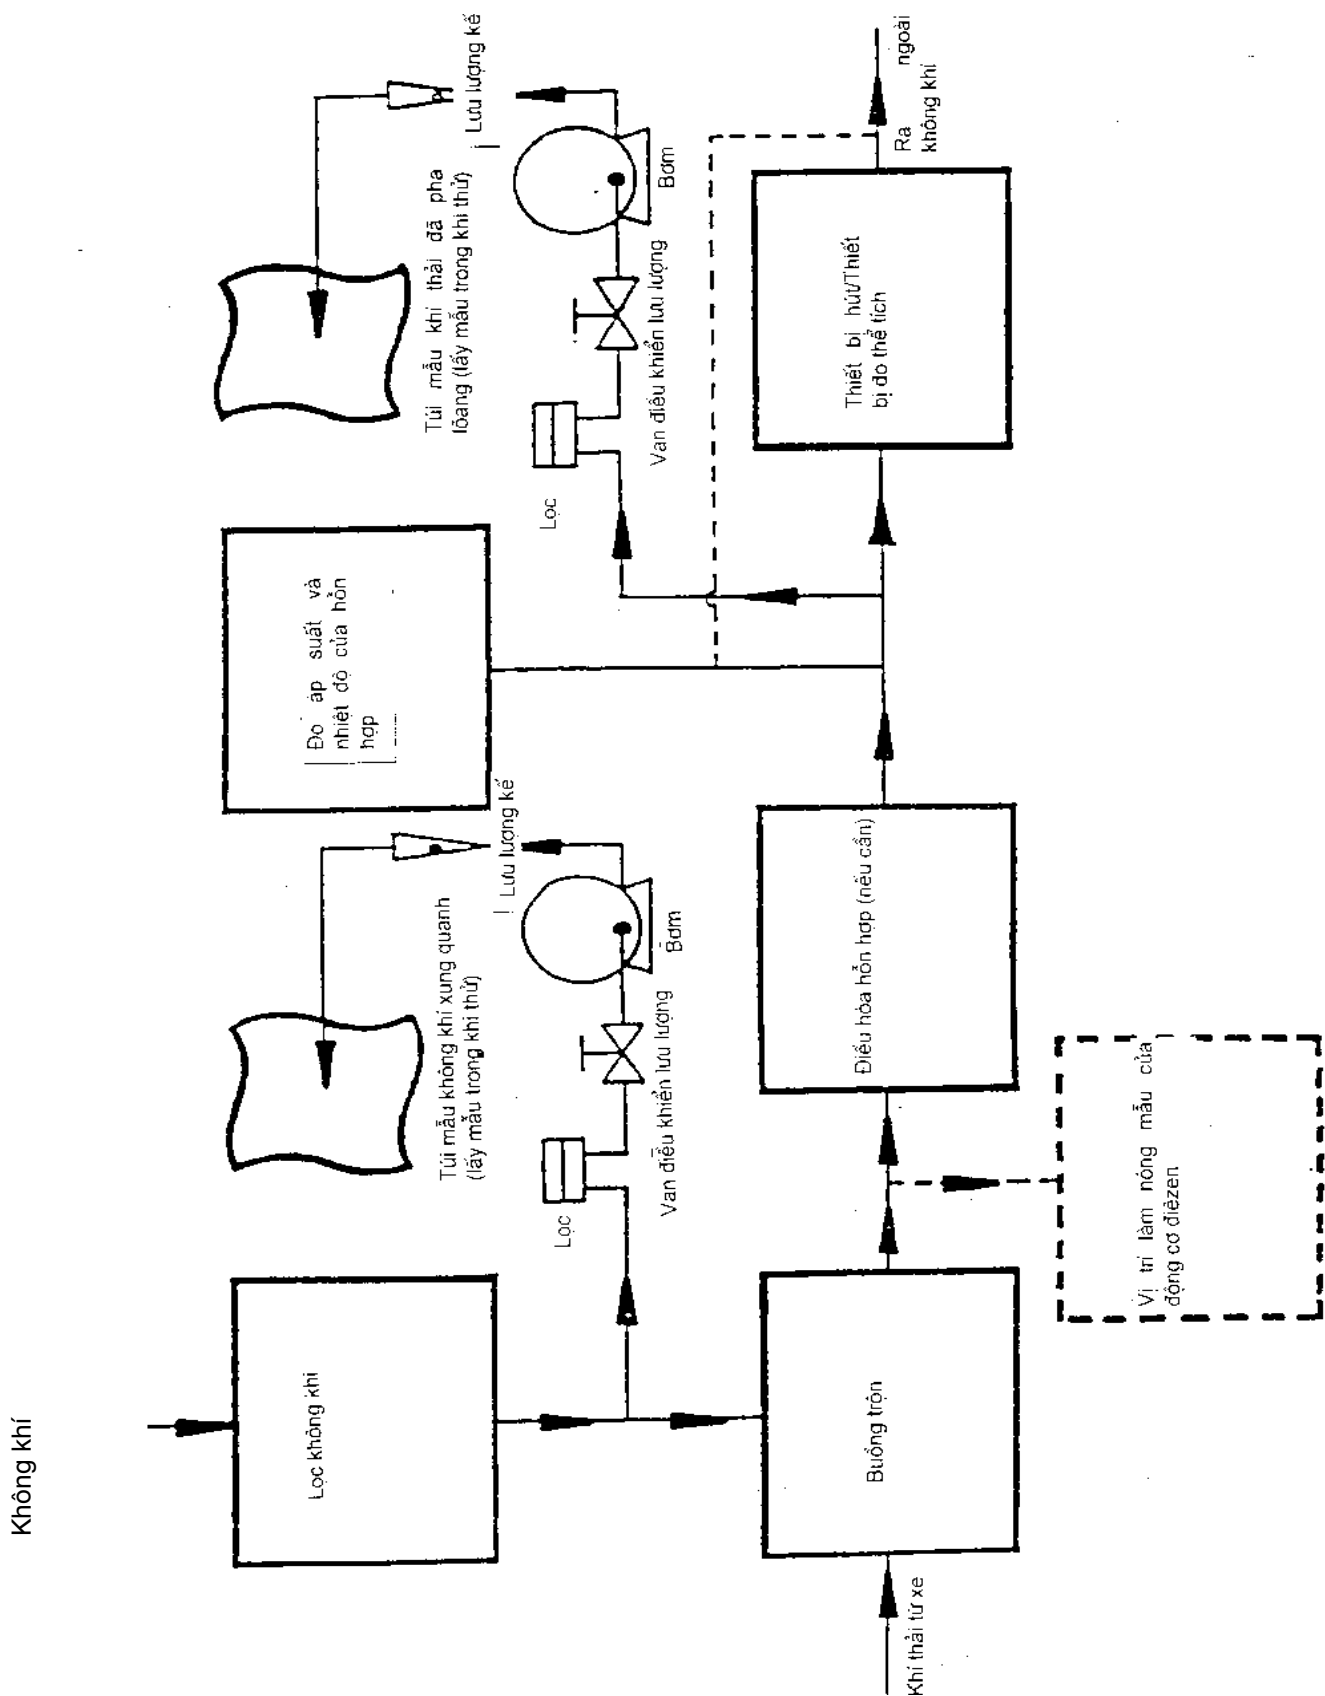 Không khí
Lọc không khí
Túi mẫu không khí xung quanh
(lấy mẫu trong khi thử)
Lưu lượng kế
Lọc
Van điều khiển lưu lượng
Bơm
Đo áp suất và
nhiệt độ của hỗn
hợp
Túi mẫu khí thải đã pha
lõang (lấy mẫu trong khi thử)
Lưu lượng kế
Lọc
Van điều khiển lưu lượng
Bơm
Khí thải từ xe
Buồng trộn
Điều hòa hỗn hợp (nếu cần)
Thiết bị hút/Thiết
bị đo thể tích
Ra ngoài
không khí
Vị trí làm nóng mẫu của
động cơ điêzen